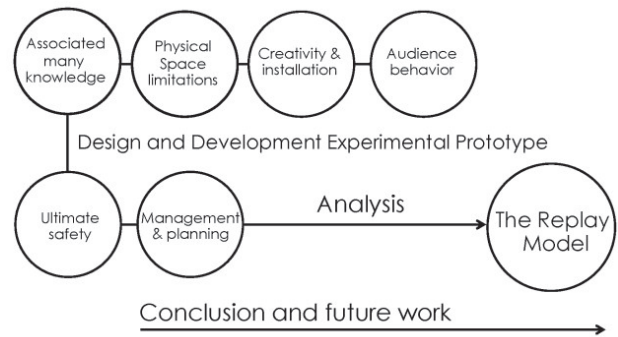 Associated
many
knowledge
Physical
Space
limitations
Creativity &
installation
Audience
behavior
Design and Development Experimental Prototype
Ultimate
safety
Management
& planning
Analysis
The Replay
Model
Conclusion and future work